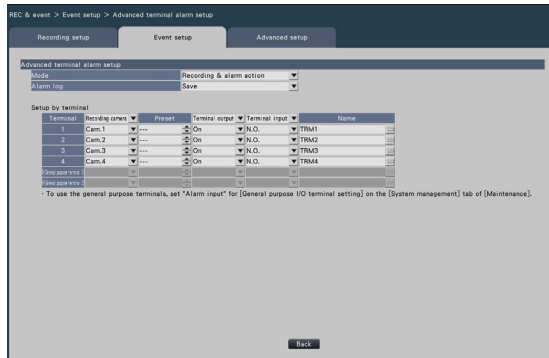 REC & event > Event setup > Advanced terminal alarm setup
Recording setup Event setup Advanced setup
Advanced terminal alarm setup
Mode Recording & alarm action
Alarm log Save
Setup by terminal
Terminal Recording camera Preset Terminal output Terminal input Name
1 Cam.1 --- On N.O. TRM1
2 Cam.2 --- On N.O. TRM2
3 Cam.3 --- On N.O. TRM3
4 Cam.4 --- On N.O. TRM4
· To use the general purpose terminals, set "Alarm input" for [General purpose I/O terminal setting] on the [System management] tab of [Maintenance].
Back